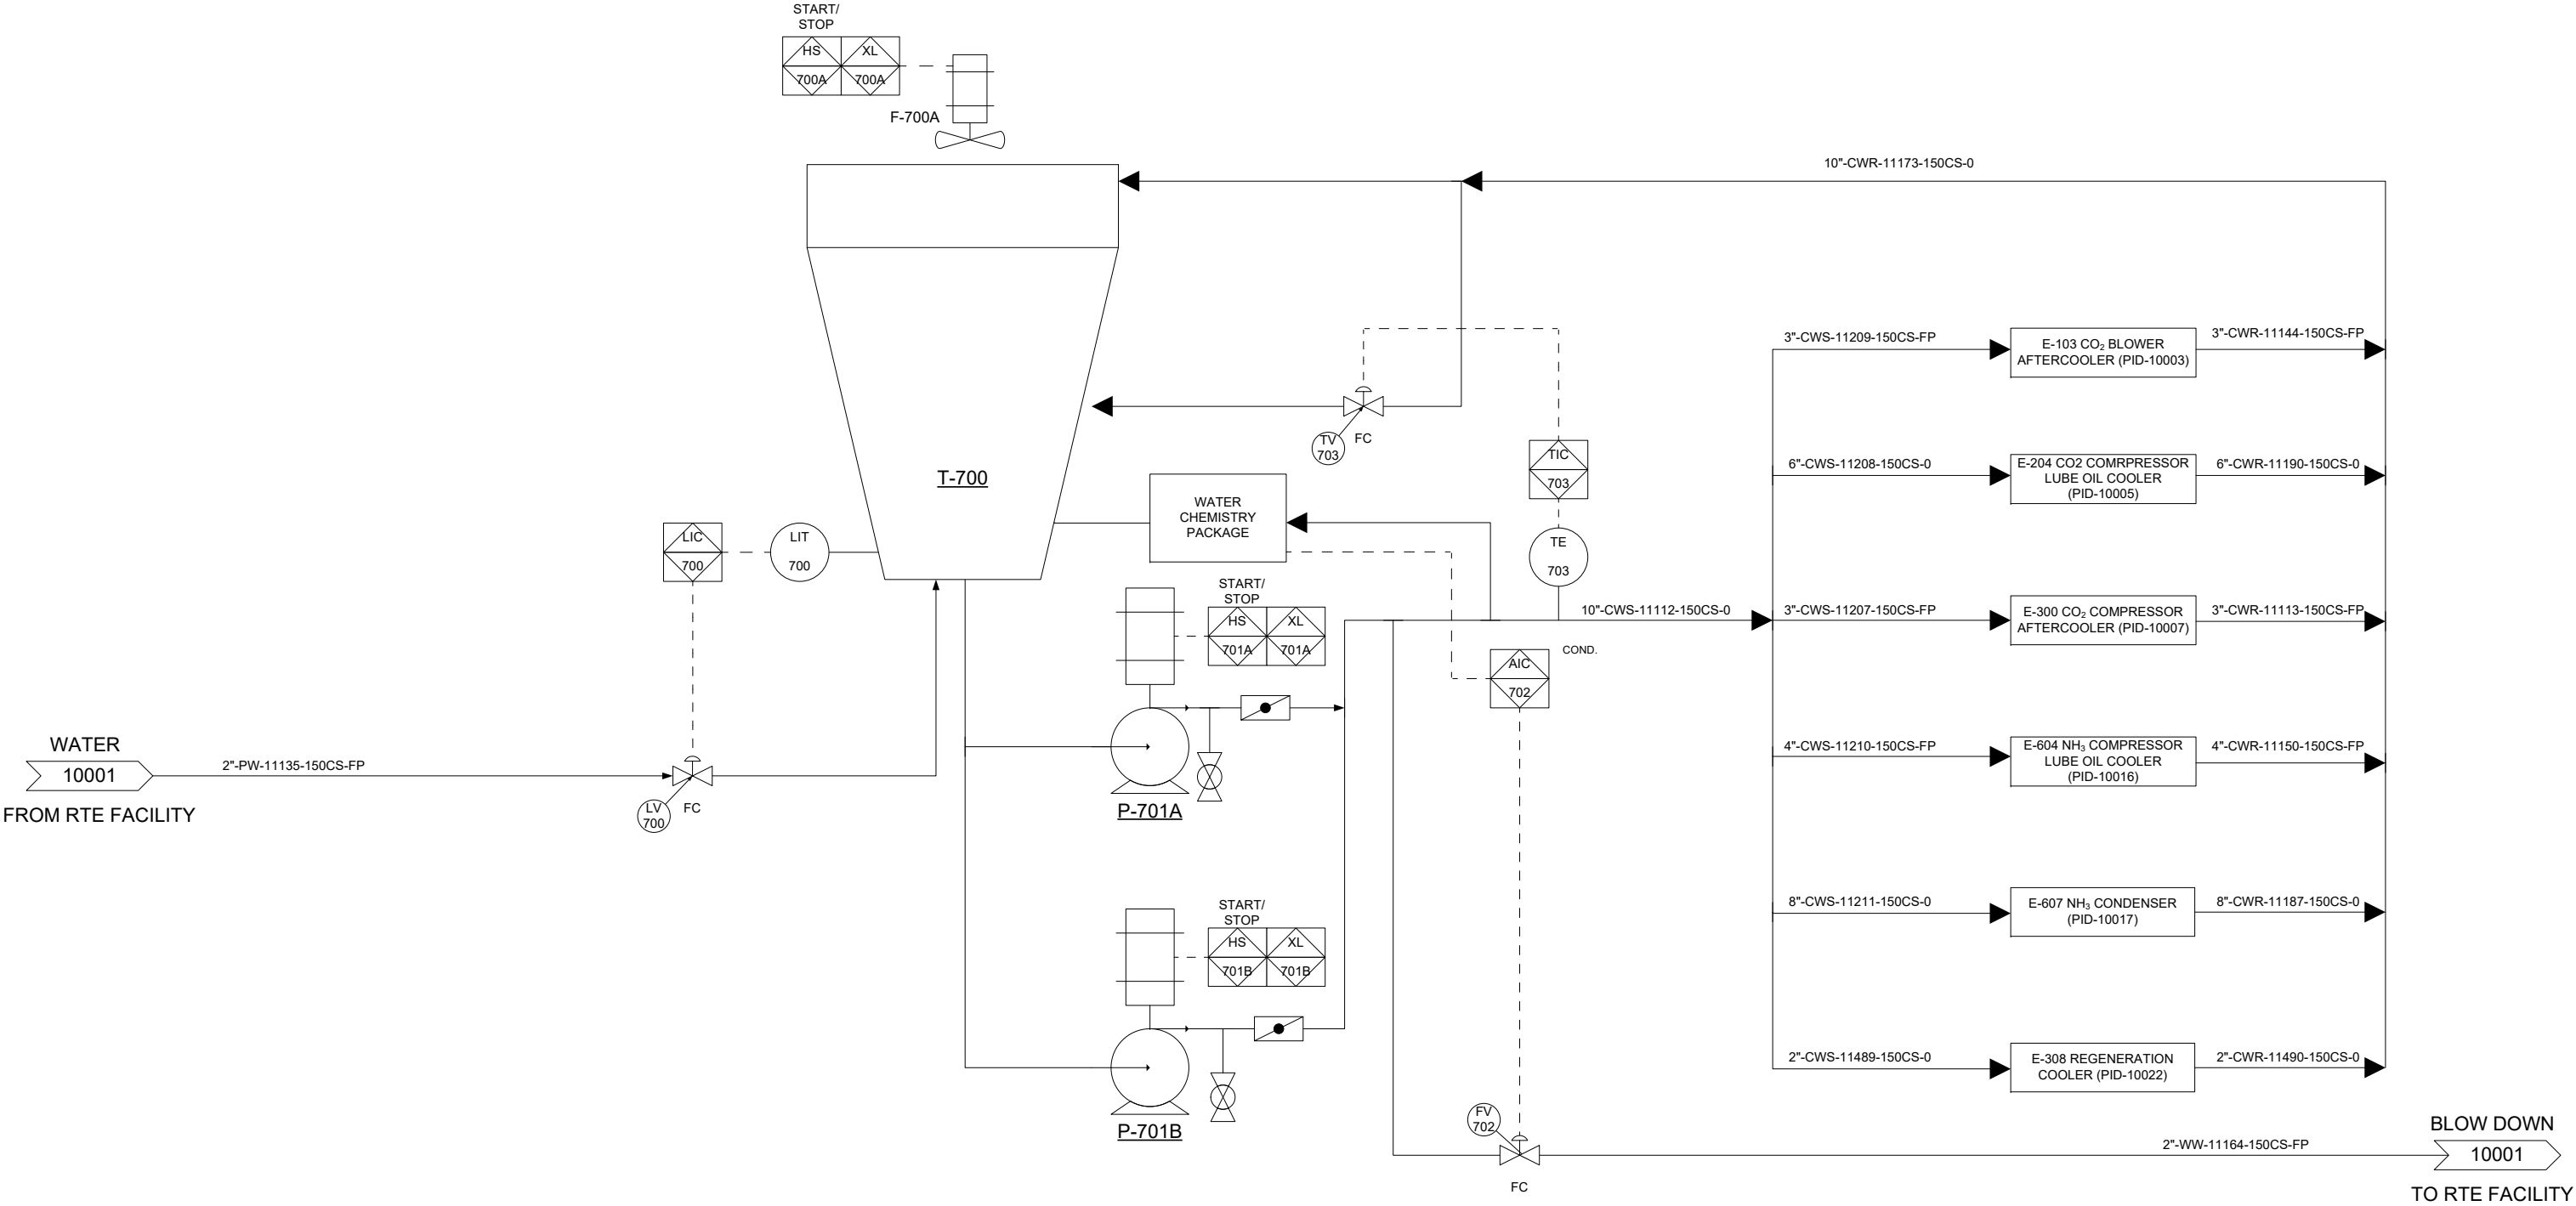 START/
STOP
HS
XL
700A
700A
F-700A
10"-CWR-11173-150CS-0
3"-CWS-11209-150CS-FP
E-103 CO₂ BLOWER
AFTERCOOLER (PID-10003)
3"-CWR-11144-150CS-FP
TV
703
FC
TIC
703
T-700
6"-CWS-11208-150CS-0
E-204 CO2 COMRPRESSOR
LUBE OIL COOLER
(PID-10005)
6"-CWR-11190-150CS-0
WATER
CHEMISTRY
PACKAGE
LIC
700
LIT
700
TE
703
START/
STOP
HS
XL
701A
701A
10"-CWS-11112-150CS-0
3"-CWS-11207-150CS-FP
E-300 CO₂ COMPRESSOR
AFTERCOOLER (PID-10007)
3"-CWR-11113-150CS-FP
COND.
AIC
702
WATER
10001
FROM RTE FACILITY
2"-PW-11135-150CS-FP
LV
700
FC
P-701A
4"-CWS-11210-150CS-FP
E-604 NH₃ COMPRESSOR
LUBE OIL COOLER
(PID-10016)
4"-CWR-11150-150CS-FP
START/
STOP
HS
XL
701B
701B
8"-CWS-11211-150CS-0
E-607 NH₃ CONDENSER
(PID-10017)
8"-CWR-11187-150CS-0
P-701B
2"-CWS-11489-150CS-0
E-308 REGENERATION
COOLER (PID-10022)
2"-CWR-11490-150CS-0
FV
702
FC
2"-WW-11164-150CS-FP
BLOW DOWN
10001
TO RTE FACILITY